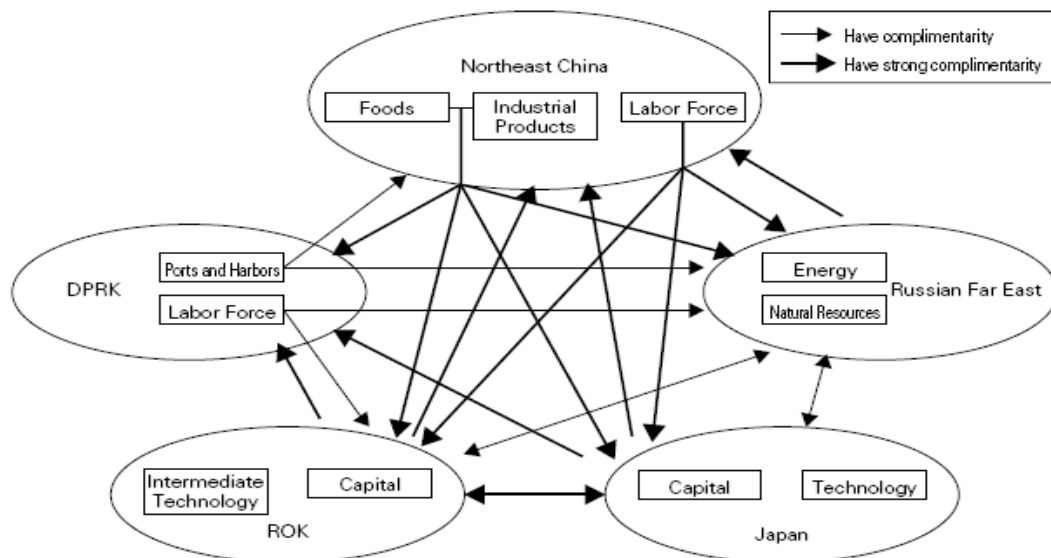 Have complimentarity
Have strong complimentarity
Northeast China
Foods
Industrial
Products
Labor Force
DPRK
Ports and Harbors
Labor Force
Energy
Natural Resources
Russian Far East
Intermediate
Technology
Capital
ROK
Capital
Technology
Japan